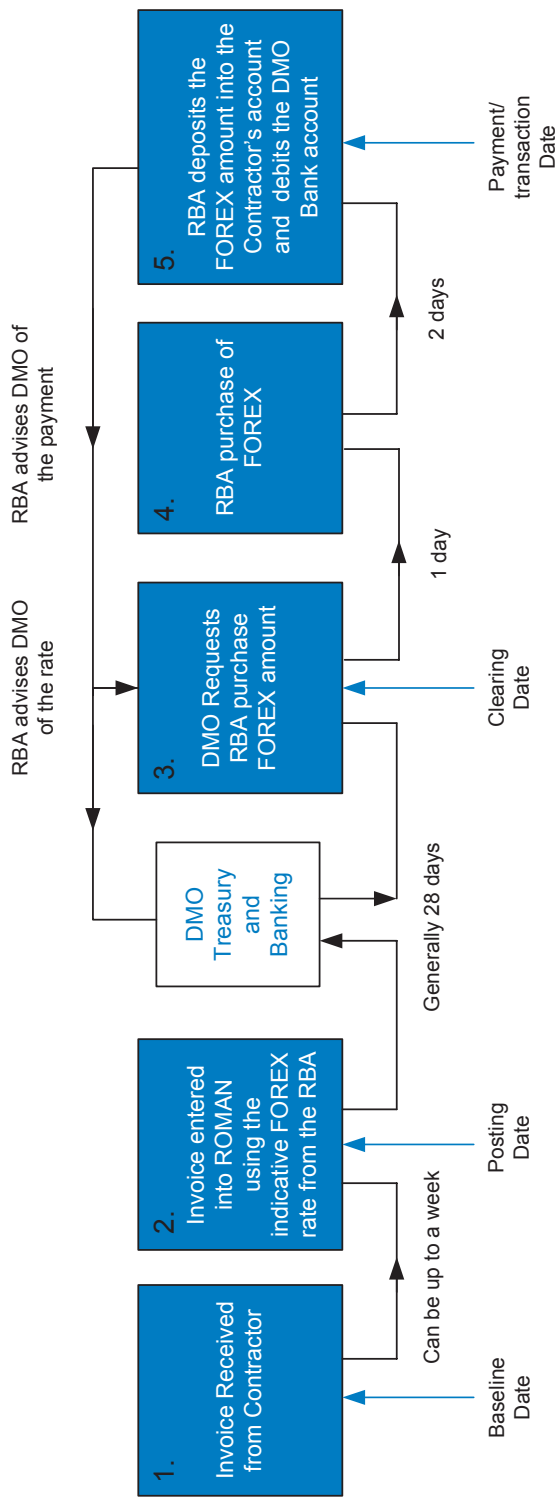 RBA advises DMO
of the rate
RBA advises DMO of
the payment
1.
Invoice Received
from Contractor
2.
Invoice entered
into ROMAN
using the
indicative FOREX
rate from the RBA
DMO
Treasury
and
Banking
3.
DMO Requests
RBA purchase
FOREX amount
4.
RBA purchase of
FOREX
5.
RBA deposits the
FOREX amount into the
Contractor's account
and debits the DMO
Bank account
Can be up to a week
Generally 28 days
1 day
2 days
Baseline
Date
Posting
Date
Clearing
Date
Payment/
transaction
Date